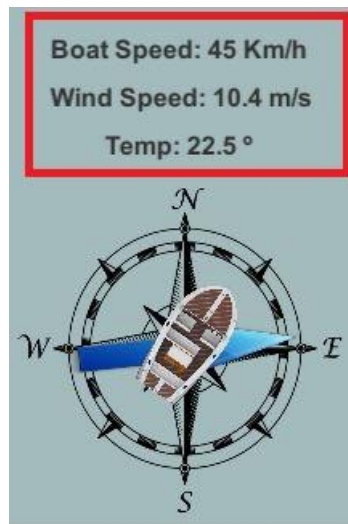 Boat Speed: 45 Km/h
Wind Speed: 10.4 m/s
Temp: 22.5 º
N
W E
S